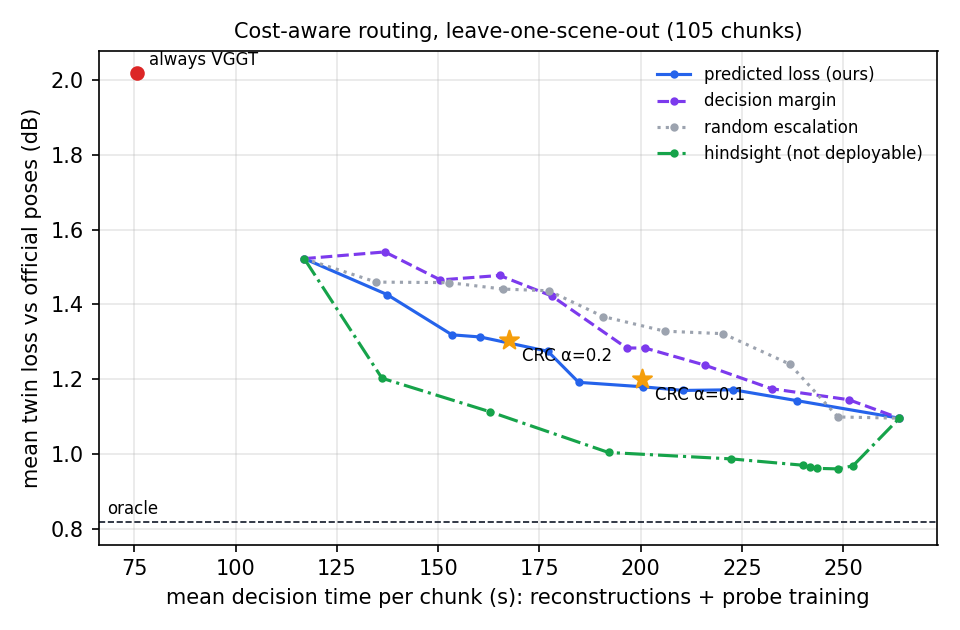 Cost-aware routing, leave-one-scene-out (105 chunks)
always VGGT
predicted loss (ours)
decision margin
random escalation
hindsight (not deployable)
mean twin loss vs official poses (dB)
2.0
1.8
1.6
1.4
1.2
1.0
0.8
CRC α=0.2
CRC α=0.1
oracle
75 100 125 150 175 200 225 250
mean decision time per chunk (s): reconstructions + probe training